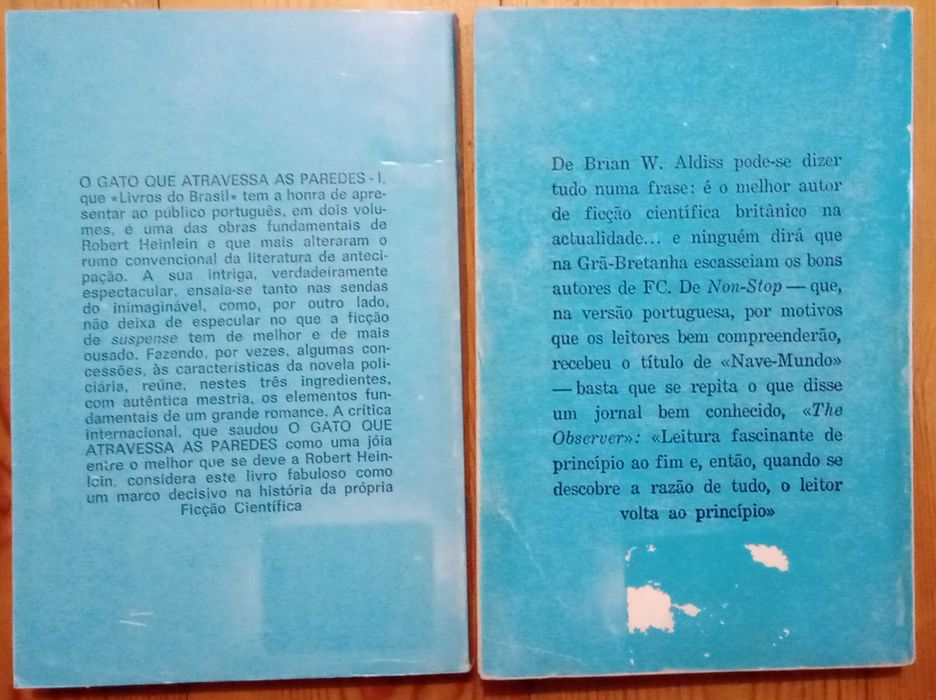 O GATO QUE ATRAVESSA AS PAREDES - I,
que «Livros do Brasil» tem a honra de apre-
sentar ao público português, em dois volu-
mes, é uma das obras fundamentais de
Robert Heinlein e que mais alteraram o
rumo convencional da literatura de anteci-
pação. A sua intriga, verdadeiramente
espectacular, ensaia-se tanto nas sendas
do inimaginável, como, por outro lado,
não deixa de especular no que a ficção
de suspense tem de melhor e de mais
ousado. Fazendo, por vezes, algumas con-
cessões, às características da novela poli-
ciária, reúne, nestes três ingredientes,
com autêntica mestria, os elementos fun-
damentais de um grande romance. A crítica
internacional, que saudou O GATO QUE
ATRAVESSA AS PAREDES como uma jóia
entre o melhor que se deve a Robert Hein-
lein, considera este livro fabuloso como
um marco decisivo na história da própria
Ficção Científica
De Brian W. Aldiss pode-se dizer
tudo numa frase: é o melhor autor
de ficção científica britânico na
actualidade... e ninguém dirá que
na Grã-Bretanha escasseiam os bons
autores de FC. De Non-Stop — que,
na versão portuguesa, por motivos
que os leitores bem compreenderão,
recebeu o título de «Nave-Mundo»
— basta que se repita o que disse
um jornal bem conhecido, «The
Observer»: «Leitura fascinante de
princípio ao fim e, então, quando se
descobre a razão de tudo, o leitor
volta ao princípio»